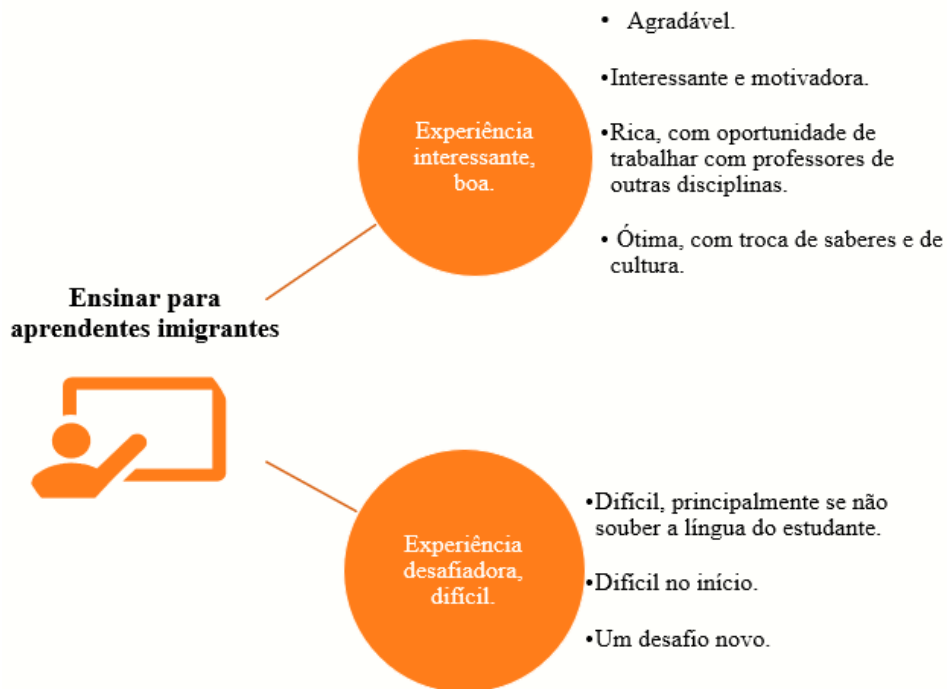 • Agradável.
•Interessante e motivadora.
Experiência
interessante,
boa.
•Rica, com oportunidade de
trabalhar com professores de
outras disciplinas.
• Ótima, com troca de saberes e de
cultura.
Ensinar para
aprendentes imigrantes
Experiência
desafiadora,
difícil.
•Difícil, principalmente se não
souber a língua do estudante.
•Difícil no início.
•Um desafio novo.